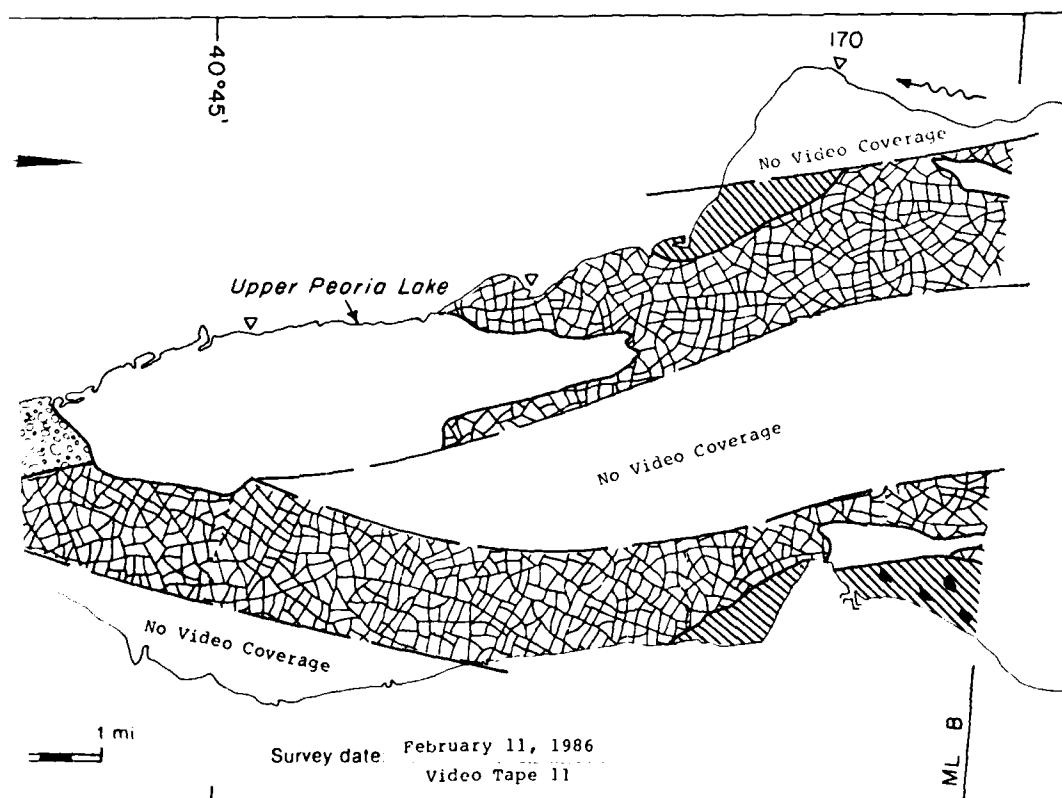 40°45'
170
No Video Coverage
Upper Peoria Lake
No Video Coverage
No Video Coverage
1 mi
Survey date: February 11, 1986
Video Tape 11
ML B